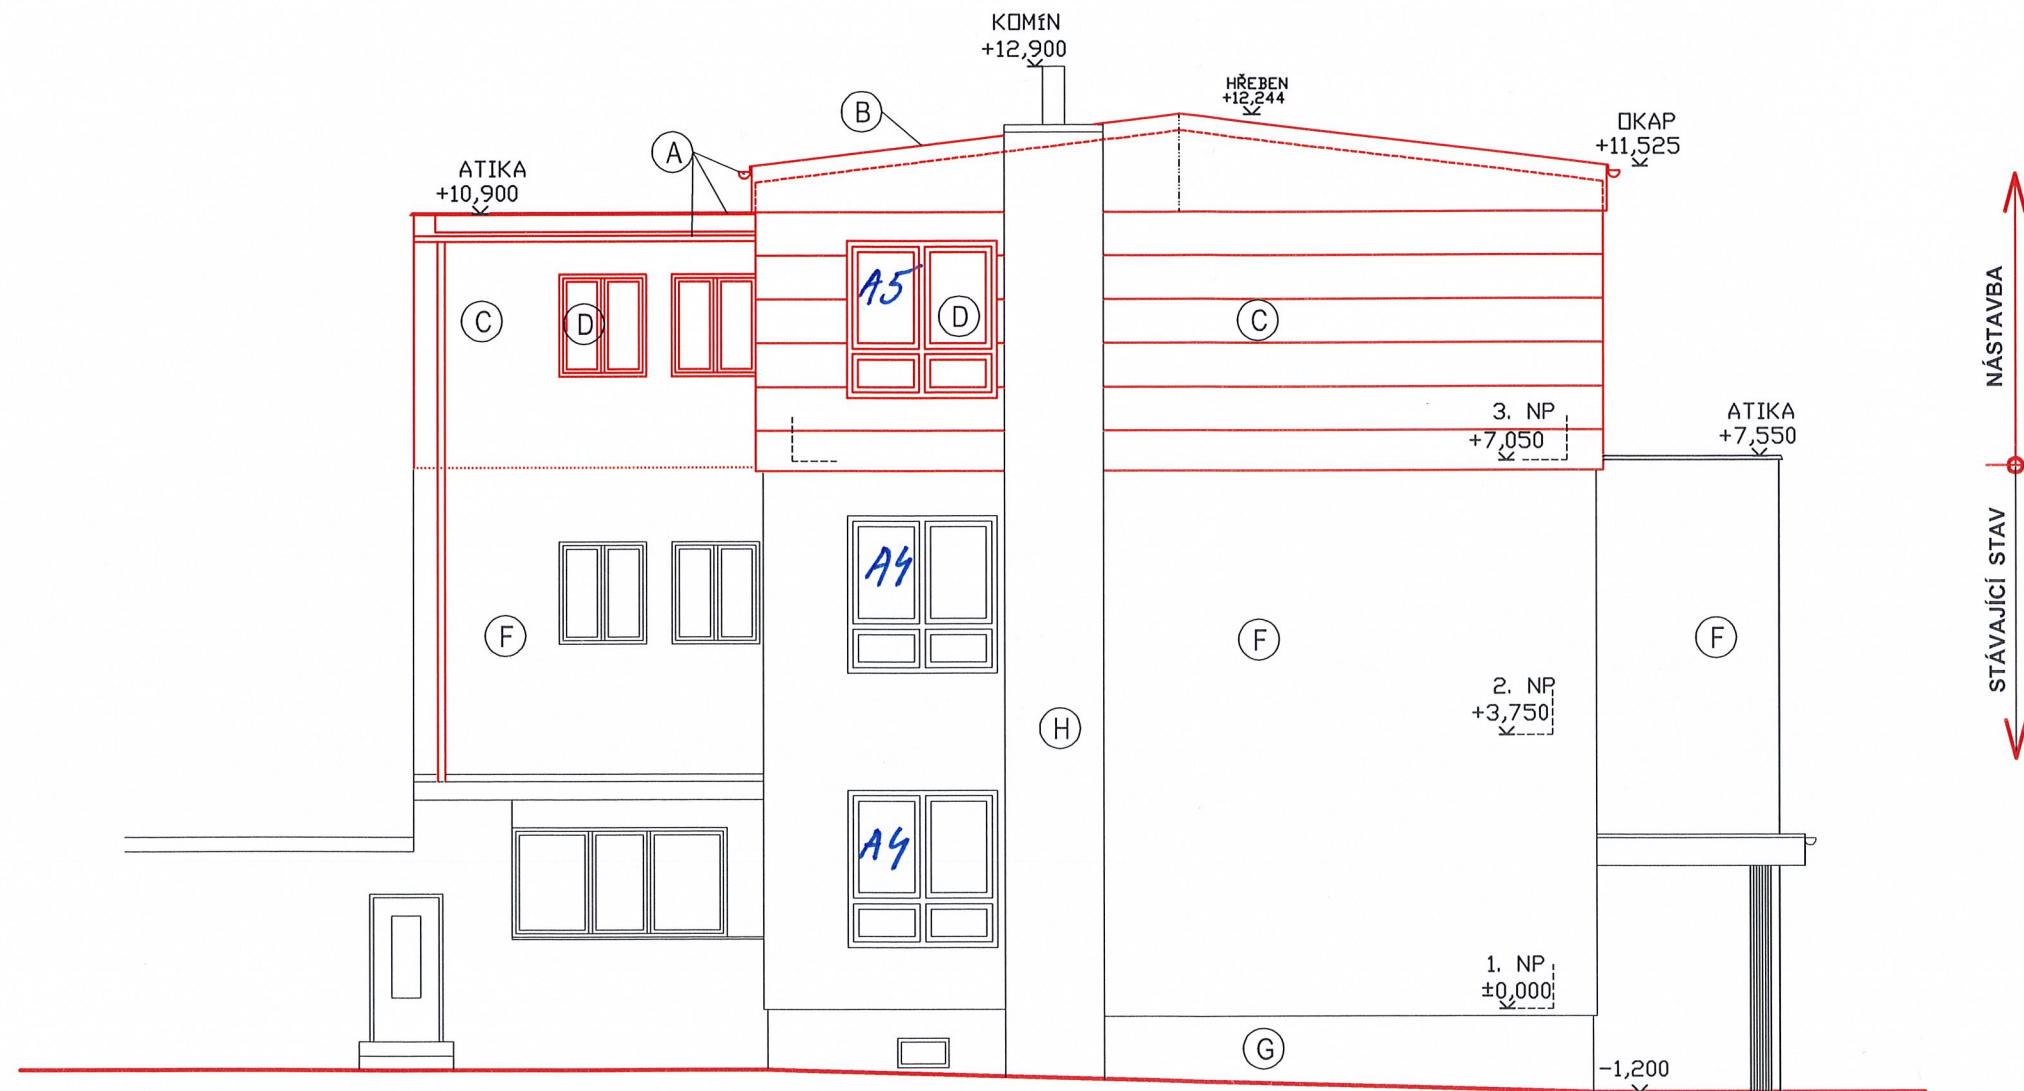 KOMíN
+12,900
HŘEBEN
+12,244
B
OKAP
+11,525
A
ATIKA
+10,900
A5
C
D
D
C
NÁSTAVBA
3. NP
+7,050
ATIKA
+7,550
A4
F
F
F
STÁVAJÍCÍ STAV
2. NP
+3,750
H
A4
1. NP
±0,000
G
-1,200